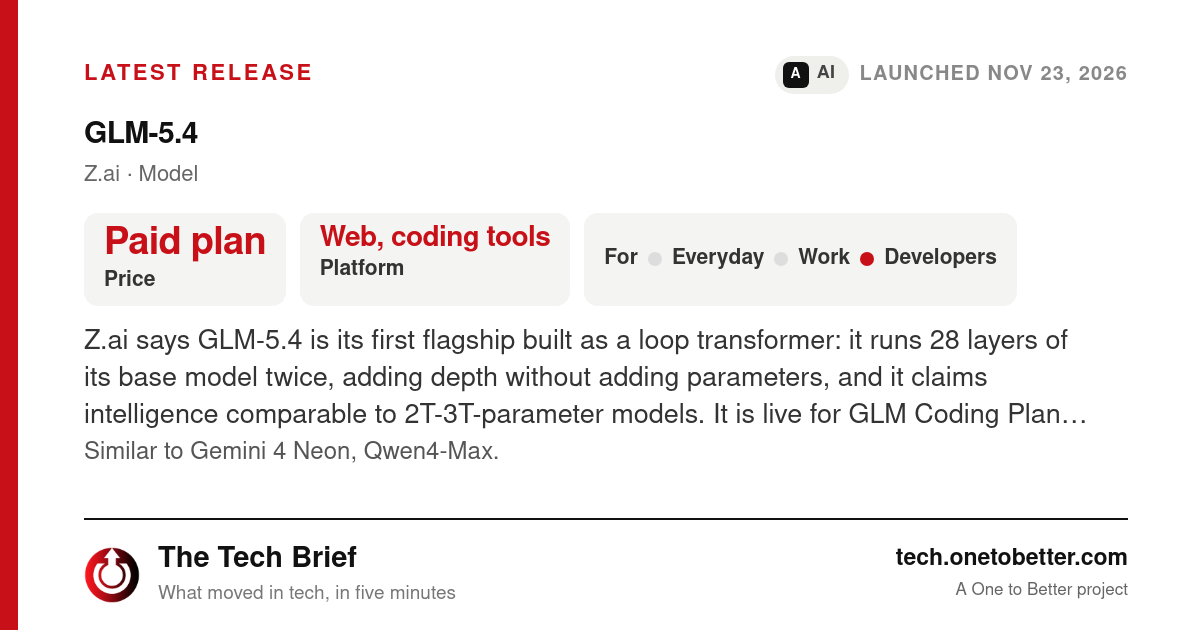 LATEST RELEASE
A AI LAUNCHED NOV 23, 2026
GLM-5.4
Z.ai · Model
Paid plan
Price
Web, coding tools
Platform
For Everyday Work Developers
Z.ai says GLM-5.4 is its first flagship built as a loop transformer: it runs 28 layers of
its base model twice, adding depth without adding parameters, and it claims
intelligence comparable to 2T-3T-parameter models. It is live for GLM Coding Plan…
Similar to Gemini 4 Neon, Qwen4-Max.
The Tech Brief
What moved in tech, in five minutes
tech.onetobetter.com
A One to Better project